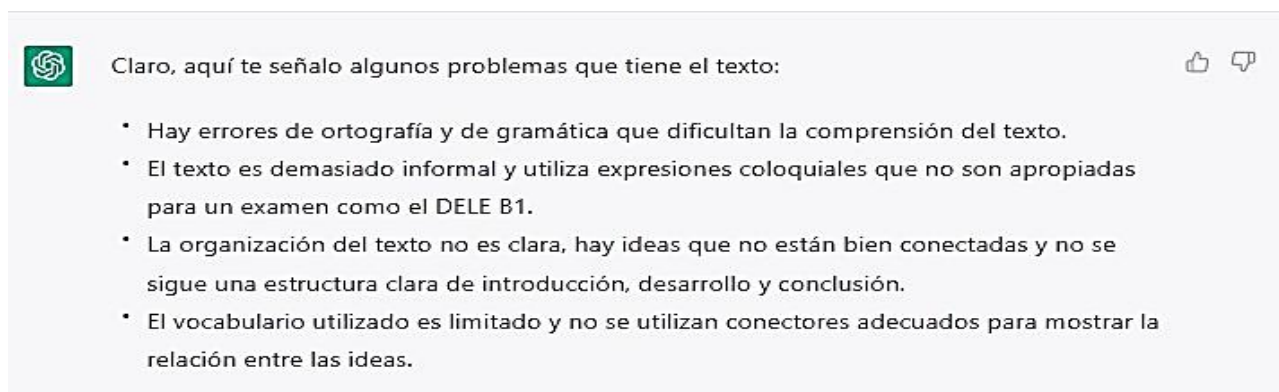 Claro, aquí te señalo algunos problemas que tiene el texto:
• Hay errores de ortografía y de gramática que dificultan la comprensión del texto.
• El texto es demasiado informal y utiliza expresiones coloquiales que no son apropiadas
para un examen como el DELE B1.
• La organización del texto no es clara, hay ideas que no están bien conectadas y no se
sigue una estructura clara de introducción, desarrollo y conclusión.
• El vocabulario utilizado es limitado y no se utilizan conectores adecuados para mostrar la
relación entre las ideas.